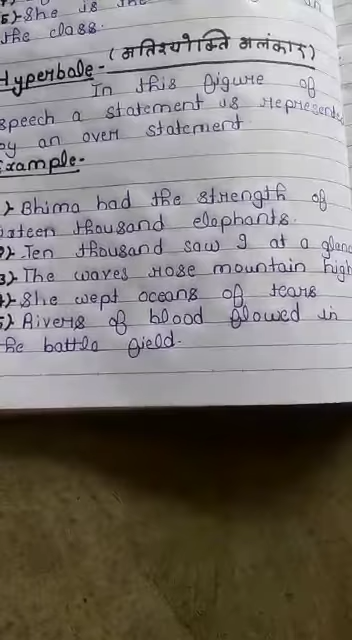 5) She is the
the class.
Hyperbole - (अतिश्योक्ति अलंकार)
In this figure of
speech a statement is represented
by an over statement
Example -
1) Bhima had the strength of
sixteen thousand elephants.
2) Ten thousand saw I at a glance
3) The waves rose mountain high
4) She wept oceans of tears
5) Rivers of blood flowed in
the battle field.